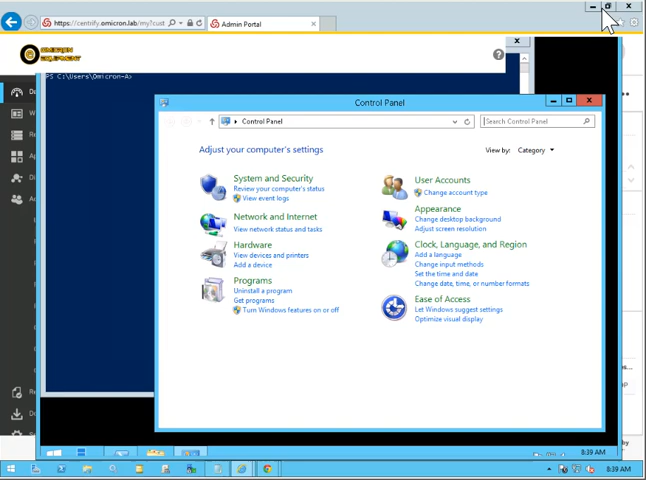 https://centrify.omicron.lab/my?cust
Admin Portal
OMICRON
EQUIPMENT
PS C:\Users\Omicron-A>
Control Panel
Control Panel
Search Control Panel
Adjust your computer's settings
View by: Category
System and Security
Review your computer's status
View event logs
Network and Internet
View network status and tasks
Hardware
View devices and printers
Add a device
Programs
Uninstall a program
Get programs
Turn Windows features on or off
User Accounts
Change account type
Appearance
Change desktop background
Adjust screen resolution
Clock, Language, and Region
Add a language
Change input methods
Set the time and date
Change date, time, or number formats
Ease of Access
Let Windows suggest settings
Optimize visual display
8:39 AM
8:39 AM